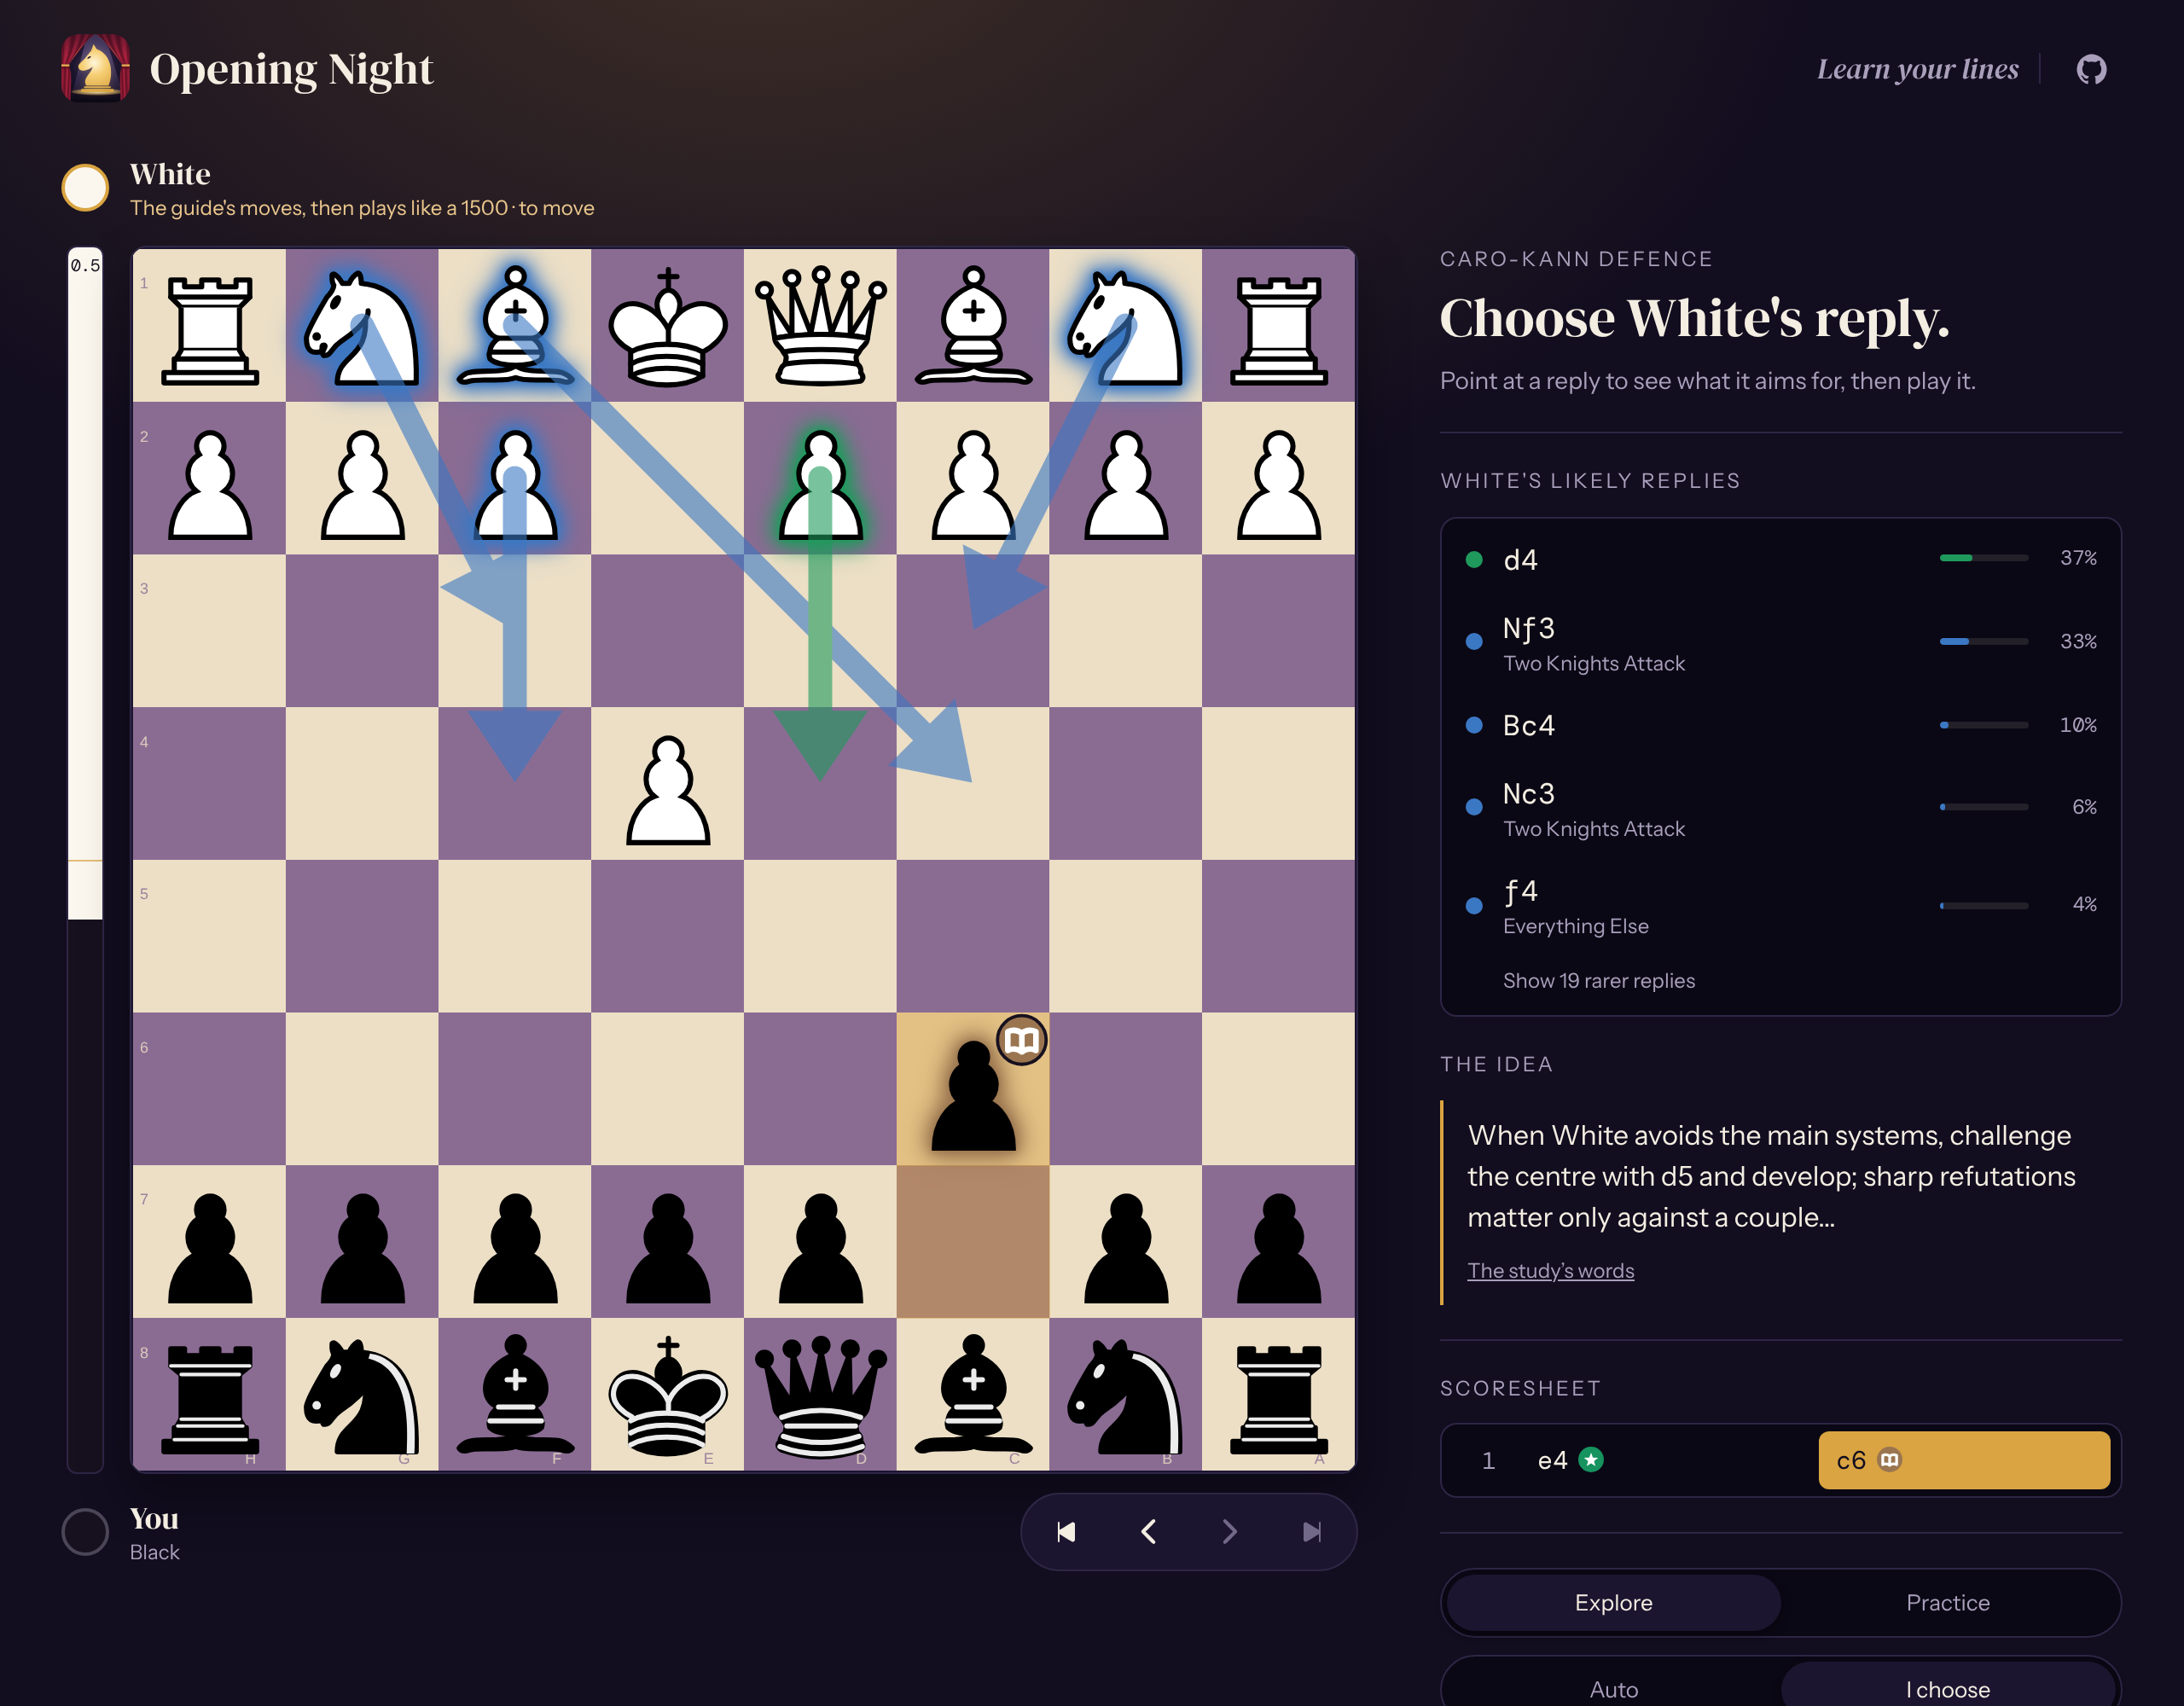 Opening Night
Learn your lines
White
The guide's moves, then plays like a 1500 · to move
0.5
1
2
3
4
5
6
7
8
H
G
F
E
D
C
B
A
You
Black
CARO-KANN DEFENCE
Choose White's reply.
Point at a reply to see what it aims for, then play it.
WHITE'S LIKELY REPLIES
d4
37%
Nƒ3
Two Knights Attack
33%
Bc4
10%
Nc3
Two Knights Attack
6%
ƒ4
Everything Else
4%
Show 19 rarer replies
THE IDEA
When White avoids the main systems, challenge
the centre with d5 and develop; sharp refutations
matter only against a couple...
The study's words
SCORESHEET
1 e4 c6
Explore
Practice
Auto
I choose